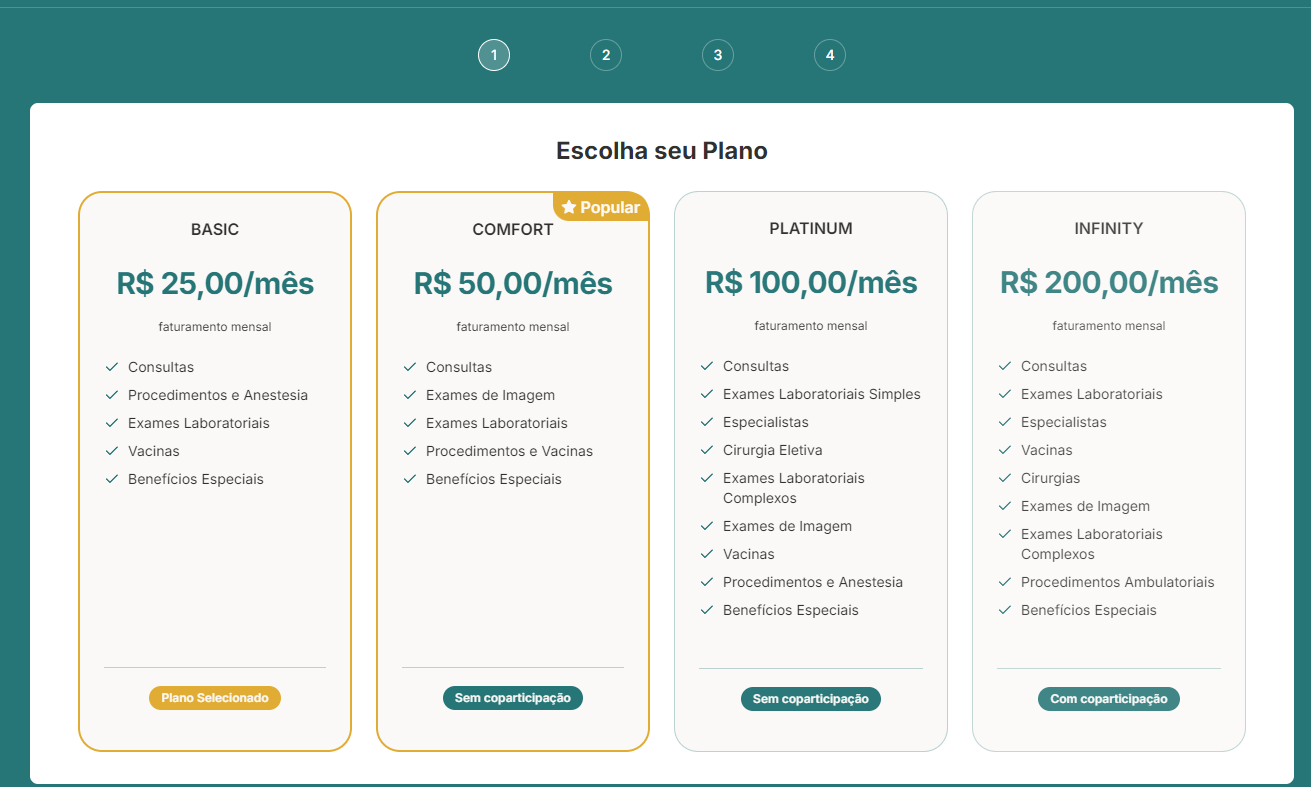 1
2
3
4
Escolha seu Plano
BASIC
R$ 25,00/mês
faturamento mensal
Consultas
Procedimentos e Anestesia
Exames Laboratoriais
Vacinas
Benefícios Especiais
Plano Selecionado
Popular
COMFORT
R$ 50,00/mês
faturamento mensal
Consultas
Exames de Imagem
Exames Laboratoriais
Procedimentos e Vacinas
Benefícios Especiais
Sem coparticipação
PLATINUM
R$ 100,00/mês
faturamento mensal
Consultas
Exames Laboratoriais Simples
Especialistas
Cirurgia Eletiva
Exames Laboratoriais
Complexos
Exames de Imagem
Vacinas
Procedimentos e Anestesia
Benefícios Especiais
Sem coparticipação
INFINITY
R$ 200,00/mês
faturamento mensal
Consultas
Exames Laboratoriais
Especialistas
Vacinas
Cirurgias
Exames de Imagem
Exames Laboratoriais
Complexos
Procedimentos Ambulatoriais
Benefícios Especiais
Com coparticipação